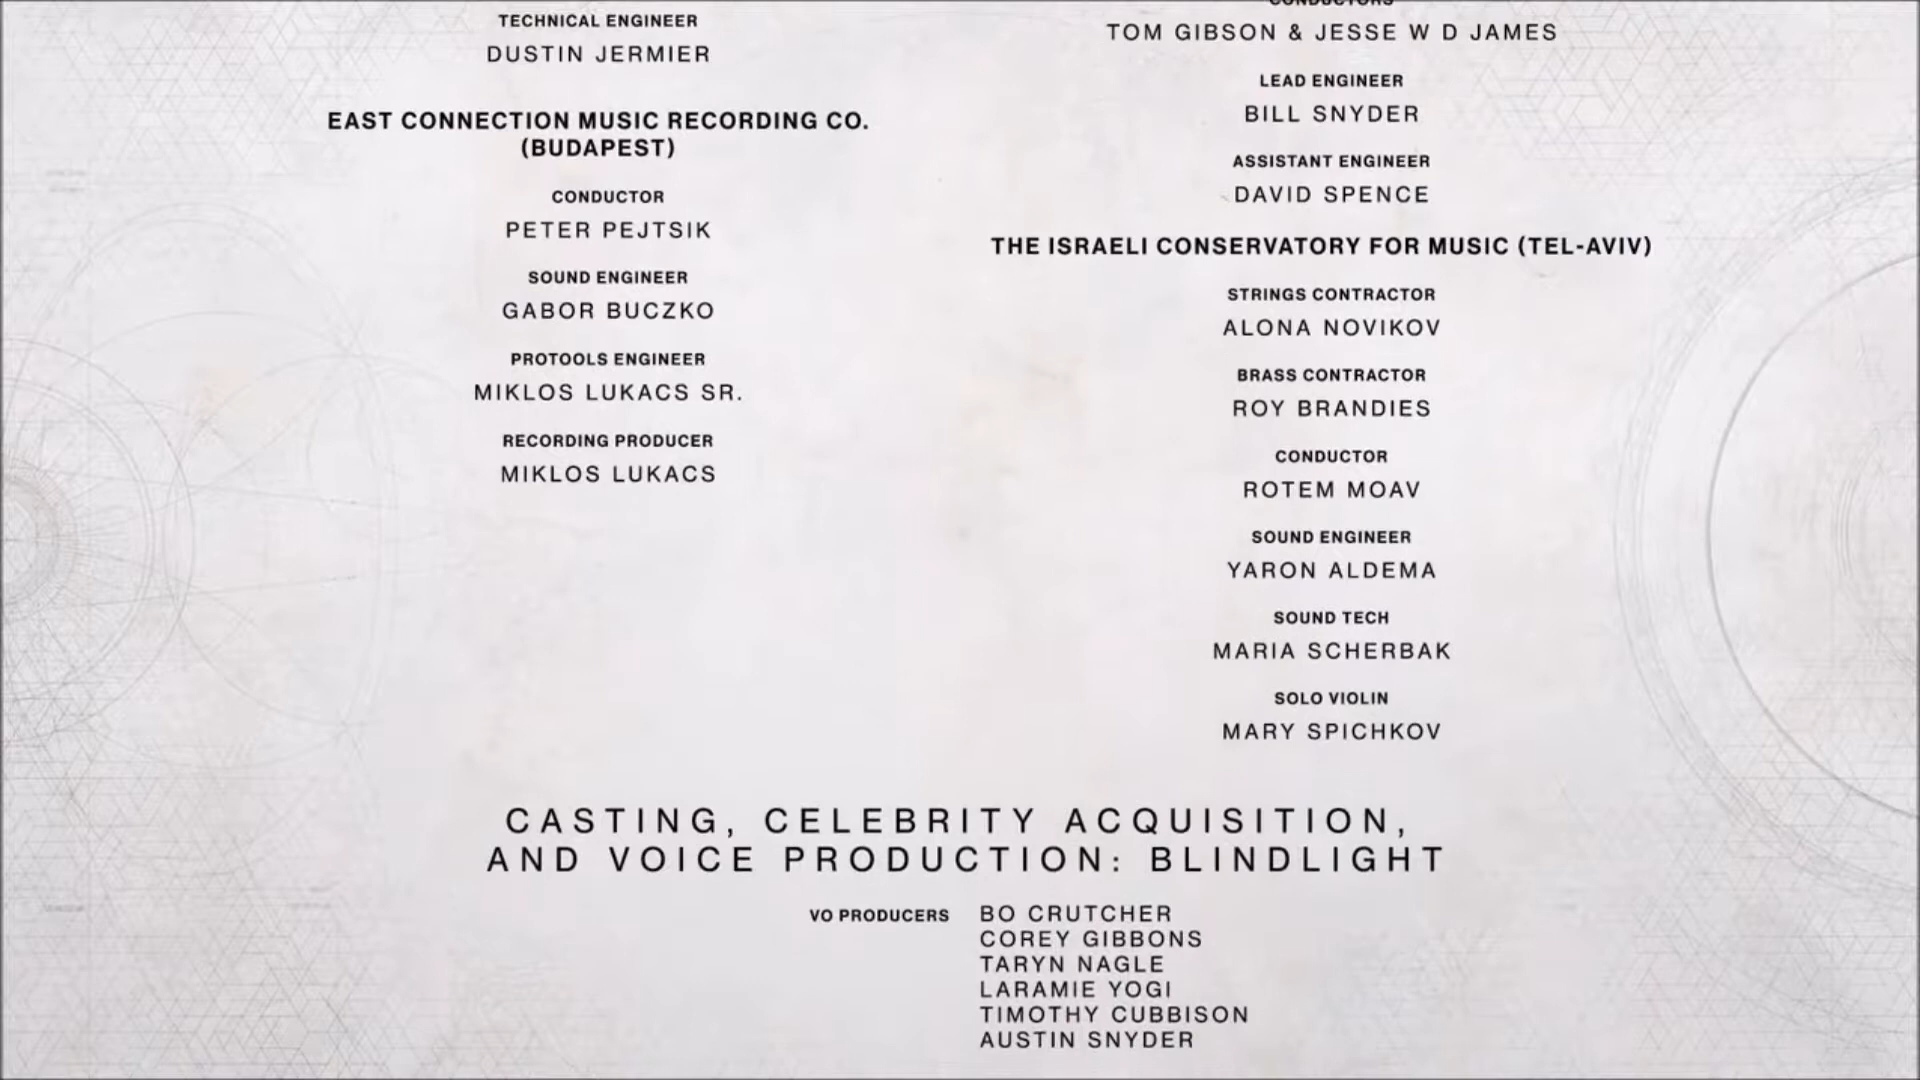 TECHNICAL ENGINEER
DUSTIN JERMIER
EAST CONNECTION MUSIC RECORDING CO.
(BUDAPEST)
CONDUCTOR
PETER PEJTSIK
SOUND ENGINEER
GABOR BUCZKO
PROTOOLS ENGINEER
MIKLOS LUKACS SR.
RECORDING PRODUCER
MIKLOS LUKACS
CONDUCTORS
TOM GIBSON & JESSE W D JAMES
LEAD ENGINEER
BILL SNYDER
ASSISTANT ENGINEER
DAVID SPENCE
THE ISRAELI CONSERVATORY FOR MUSIC (TEL-AVIV)
STRINGS CONTRACTOR
ALONA NOVIKOV
BRASS CONTRACTOR
ROY BRANDIES
CONDUCTOR
ROTEM MOAV
SOUND ENGINEER
YARON ALDEMA
SOUND TECH
MARIA SCHERBAK
SOLO VIOLIN
MARY SPICHKOV
CASTING, CELEBRITY ACQUISITION,
AND VOICE PRODUCTION: BLINDLIGHT
VO PRODUCERS BO CRUTCHER
COREY GIBBONS
TARYN NAGLE
LARAMIE YOGI
TIMOTHY CUBBISON
AUSTIN SNYDER